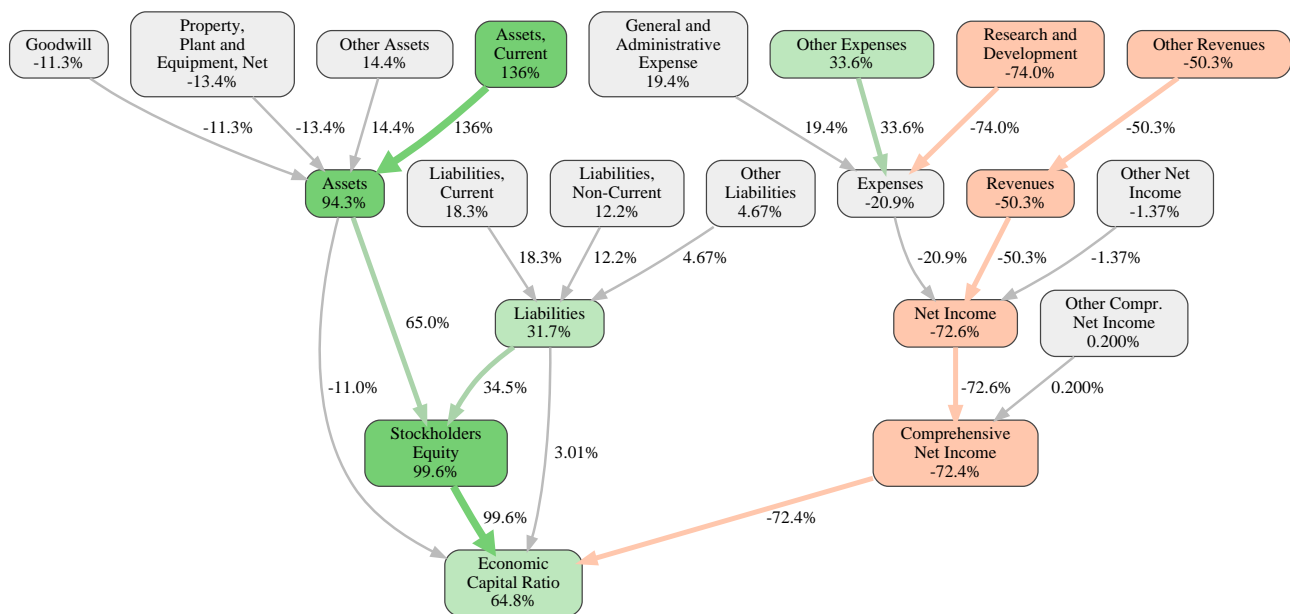 Goodwill
-11.3%
Property,
Plant and
Equipment, Net
-13.4%
Other Assets
14.4%
Assets,
Current
136%
General and
Administrative
Expense
19.4%
Other Expenses
33.6%
Research and
Development
-74.0%
Other Revenues
-50.3%
-11.3%
-13.4%
14.4%
136%
19.4%
33.6%
-74.0%
-50.3%
Assets
94.3%
Liabilities,
Current
18.3%
Liabilities,
Non-Current
12.2%
Other
Liabilities
4.67%
Expenses
-20.9%
Revenues
-50.3%
Other Net
Income
-1.37%
18.3%
12.2%
4.67%
-20.9%
-50.3%
-1.37%
65.0%
Liabilities
31.7%
Net Income
-72.6%
Other Compr.
Net Income
0.200%
-11.0%
34.5%
-72.6%
0.200%
Stockholders
Equity
99.6%
3.01%
Comprehensive
Net Income
-72.4%
99.6%
-72.4%
Economic
Capital Ratio
64.8%